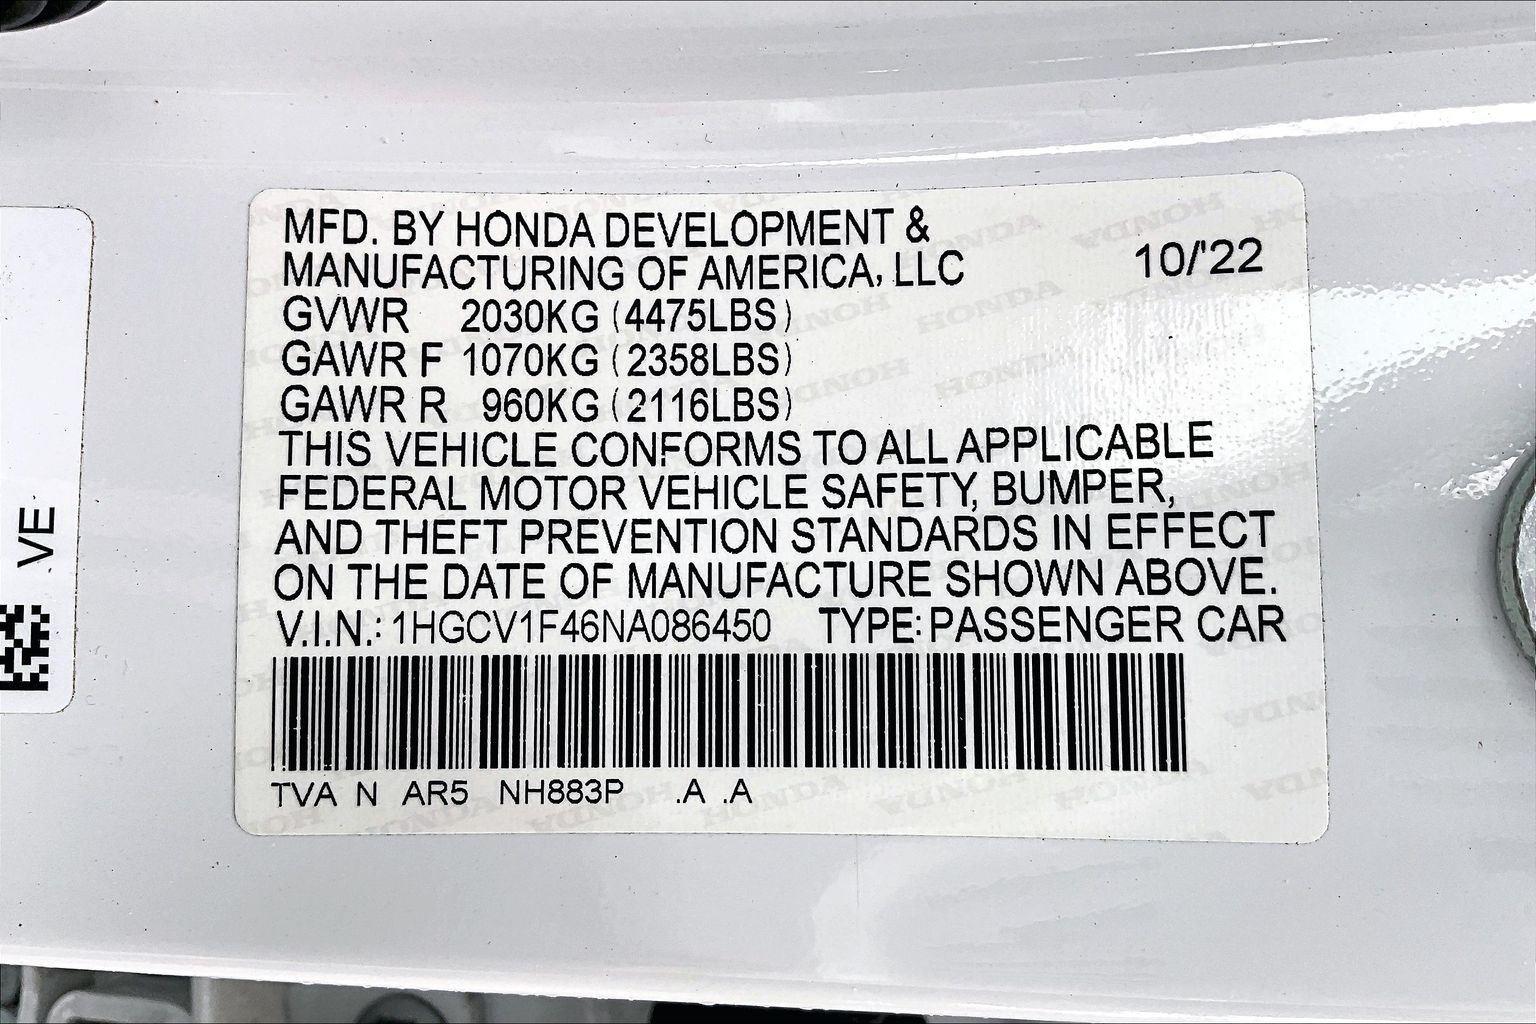 MFD. BY HONDA DEVELOPMENT &
MANUFACTURING OF AMERICA, LLC
10/'22
GVWR 2030KG (4475LBS)
GAWR F 1070KG (2358LBS)
GAWR R 960KG (2116LBS)
THIS VEHICLE CONFORMS TO ALL APPLICABLE
FEDERAL MOTOR VEHICLE SAFETY, BUMPER,
AND THEFT PREVENTION STANDARDS IN EFFECT
ON THE DATE OF MANUFACTURE SHOWN ABOVE.
V.I.N.: 1HGCV1F46NA086450 TYPE: PASSENGER CAR
TVA N AR5 NH883P .A .A
VE